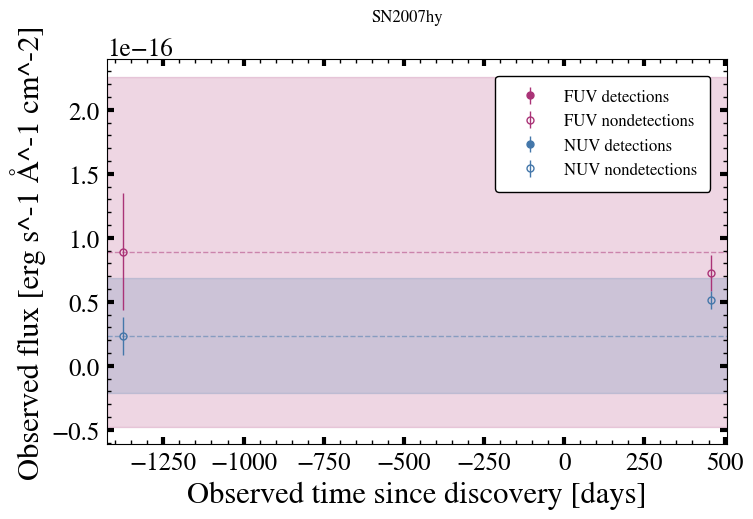 SN2007hy
1e−16
FUV detections
FUV nondetections
NUV detections
NUV nondetections
2.0
1.5
1.0
0.5
0.0
−0.5
Observed flux [erg s^-1 Å^-1 cm^-2]
−1250 −1000 −750 −500 −250 0 250 500
Observed time since discovery [days]